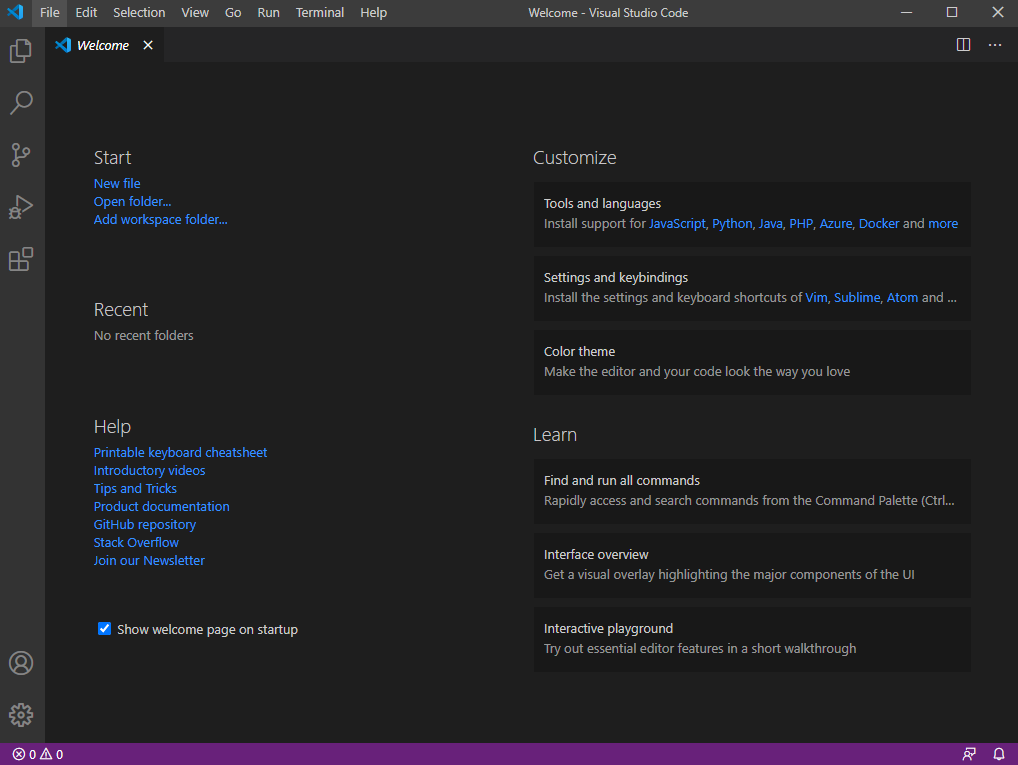 File Edit Selection View Go Run Terminal Help Welcome - Visual Studio Code
Welcome
Start
New file
Open folder...
Add workspace folder...
Recent
No recent folders
Help
Printable keyboard cheatsheet
Introductory videos
Tips and Tricks
Product documentation
GitHub repository
Stack Overflow
Join our Newsletter
Show welcome page on startup
Customize
Tools and languages
Install support for JavaScript, Python, Java, PHP, Azure, Docker and more
Settings and keybindings
Install the settings and keyboard shortcuts of Vim, Sublime, Atom and ...
Color theme
Make the editor and your code look the way you love
Learn
Find and run all commands
Rapidly access and search commands from the Command Palette (Ctrl...
Interface overview
Get a visual overlay highlighting the major components of the UI
Interactive playground
Try out essential editor features in a short walkthrough
0 0